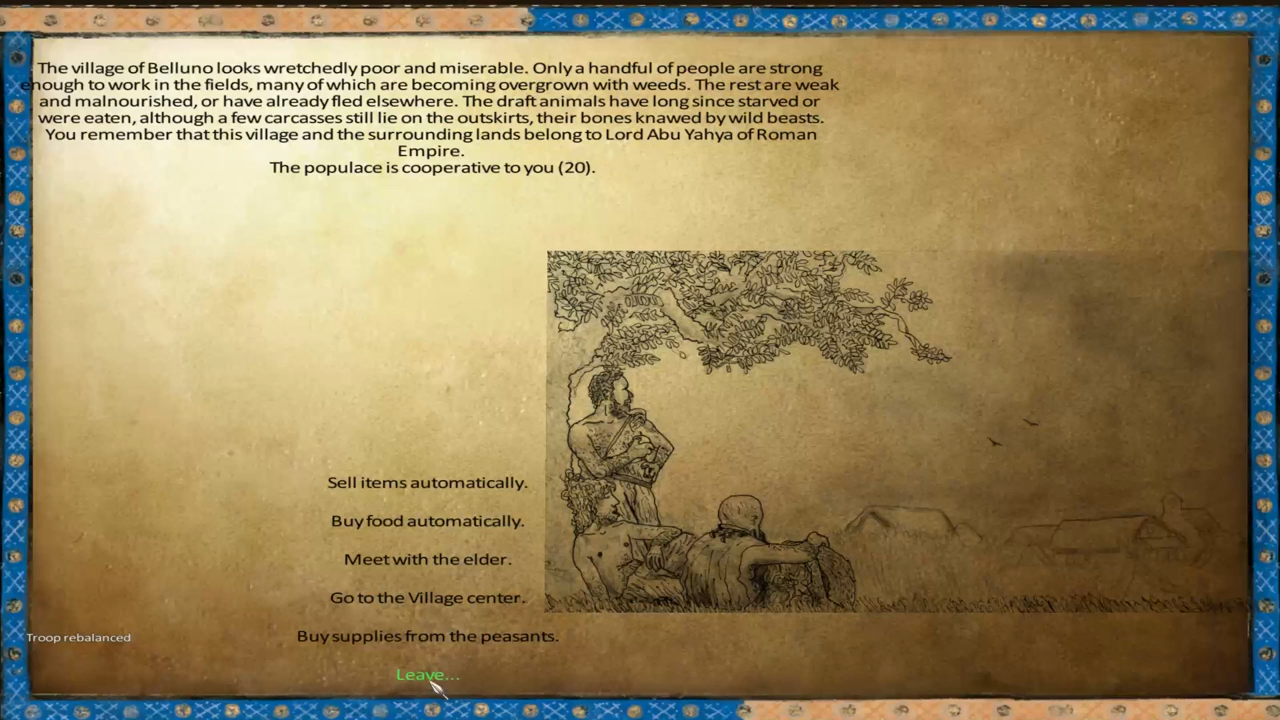 The village of Belluno looks wretchedly poor and miserable. Only a handful of people are strong
enough to work in the fields, many of which are becoming overgrown with weeds. The rest are weak
and malnourished, or have already fled elsewhere. The draft animals have long since starved or
were eaten, although a few carcasses still lie on the outskirts, their bones knawed by wild beasts.
You remember that this village and the surrounding lands belong to Lord Abu Yahya of Roman
Empire.
The populace is cooperative to you (20).
Sell items automatically.
Buy food automatically.
Meet with the elder.
Go to the Village center.
Buy supplies from the peasants.
Troop rebalanced
Leave...